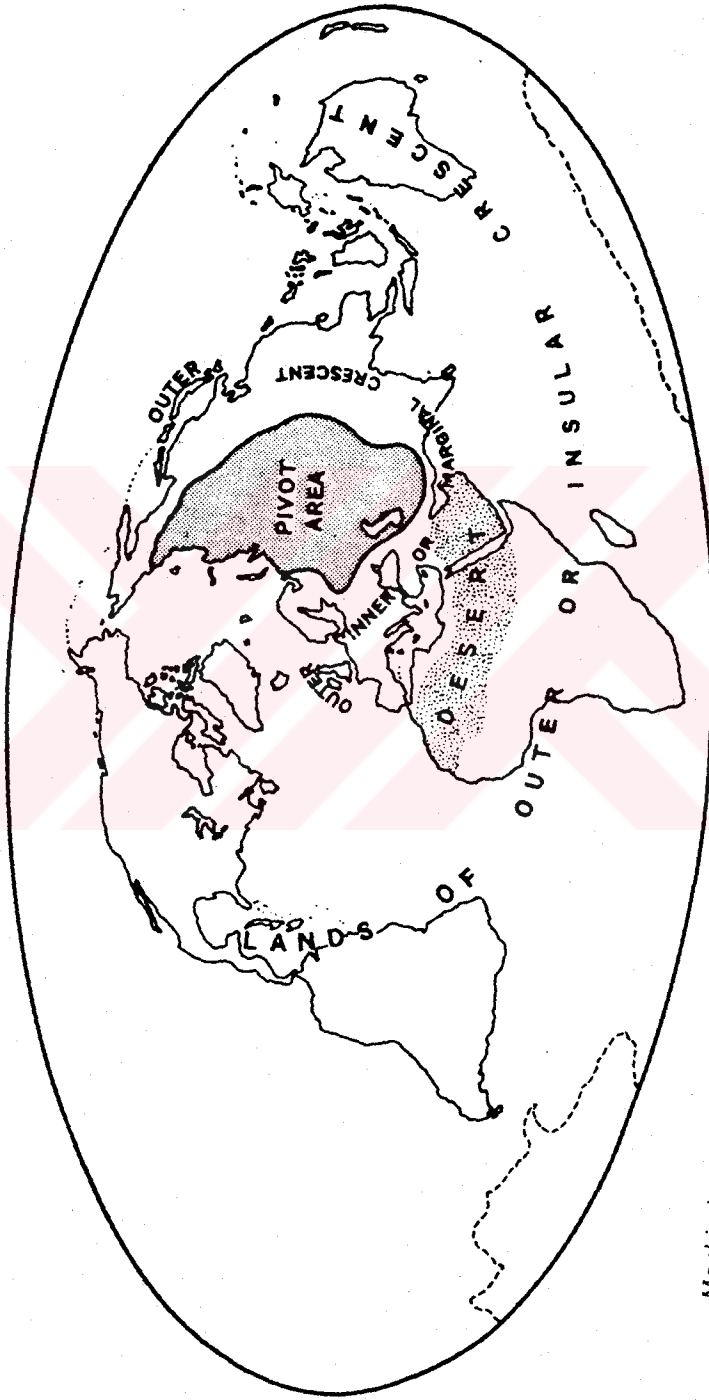 PIVOT
AREA
OUTER
CRESCENT
INNER
OR
MARGINAL
OUTER
DESERT
LANDS
OF
OUTER
OR
INSULAR
CRESCENT